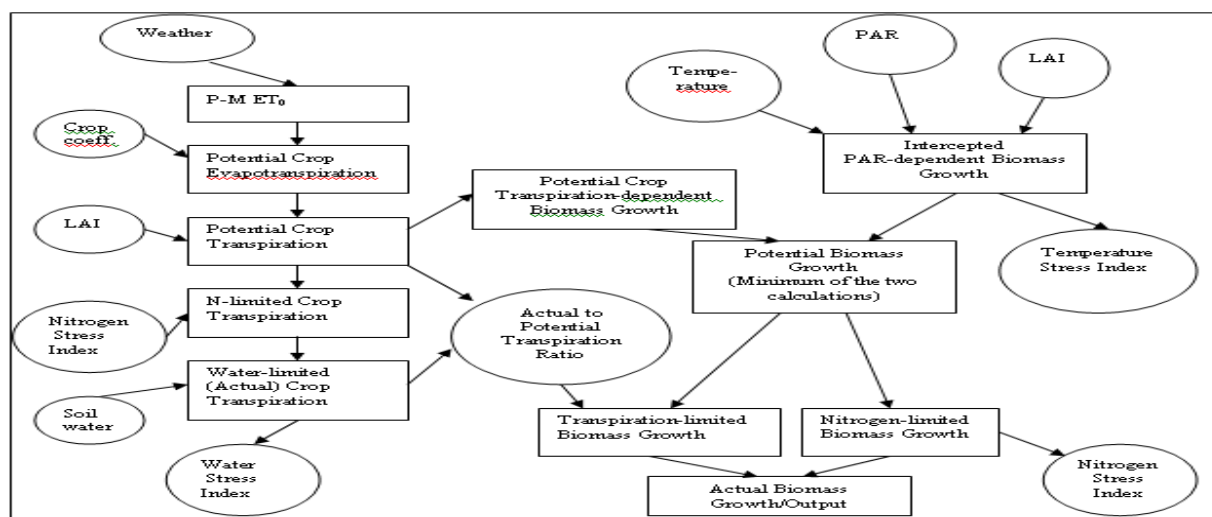 Weather
P-M ET₀
Crop
coeff.
Potential Crop
Evapotranspiration
LAI
Potential Crop
Transpiration
N-limited Crop
Transpiration
Nitrogen
Stress
Index
Water-limited
(Actual) Crop
Transpiration
Soil
water
Water
Stress
Index
Potential Crop
Transpiration-dependent
Biomass Growth
Actual to
Potential
Transpiration
Ratio
Tempe-
rature
PAR
LAI
Intercepted
PAR-dependent Biomass
Growth
Potential Biomass
Growth
(Minimum of the two
calculations)
Temperature
Stress Index
Transpiration-limited
Biomass Growth
Nitrogen-limited
Biomass Growth
Actual Biomass
Growth/Output
Nitrogen
Stress
Index